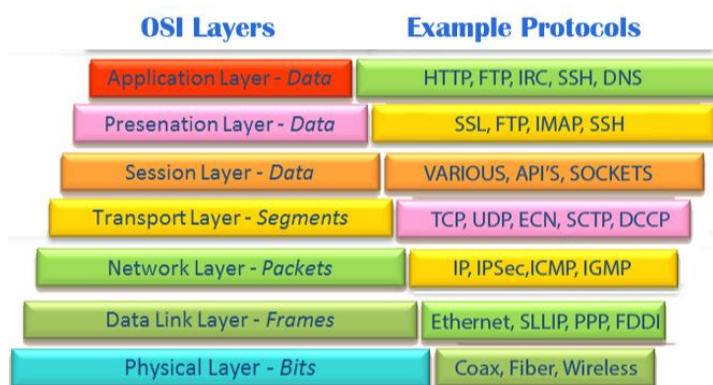 OSI Layers Example Protocols
Application Layer - Data HTTP, FTP, IRC, SSH, DNS
Presenation Layer - Data SSL, FTP, IMAP, SSH
Session Layer - Data VARIOUS, API'S, SOCKETS
Transport Layer - Segments TCP, UDP, ECN, SCTP, DCCP
Network Layer - Packets IP, IPSec,ICMP, IGMP
Data Link Layer - Frames Ethernet, SLLIP, PPP, FDDI
Physical Layer - Bits Coax, Fiber, Wireless